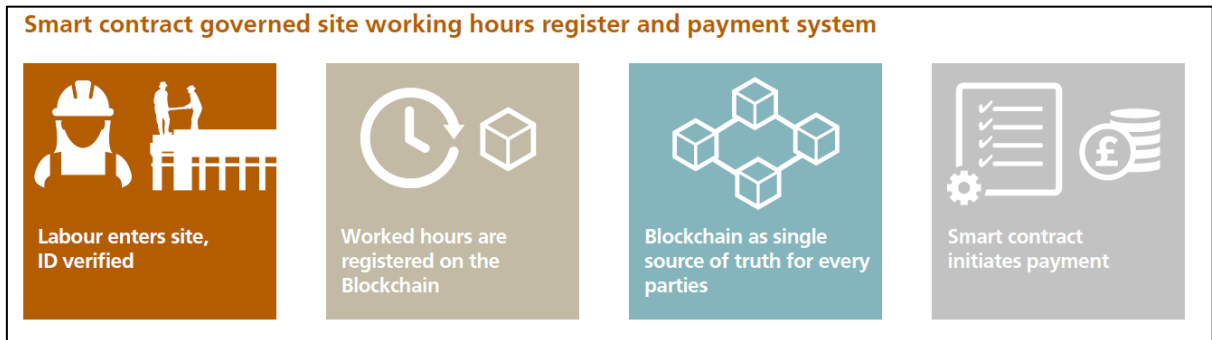 Smart contract governed site working hours register and payment system
Labour enters site,
ID verified
Worked hours are
registered on the
Blockchain
Blockchain as single
source of truth for every
parties
£
Smart contract
initiates payment